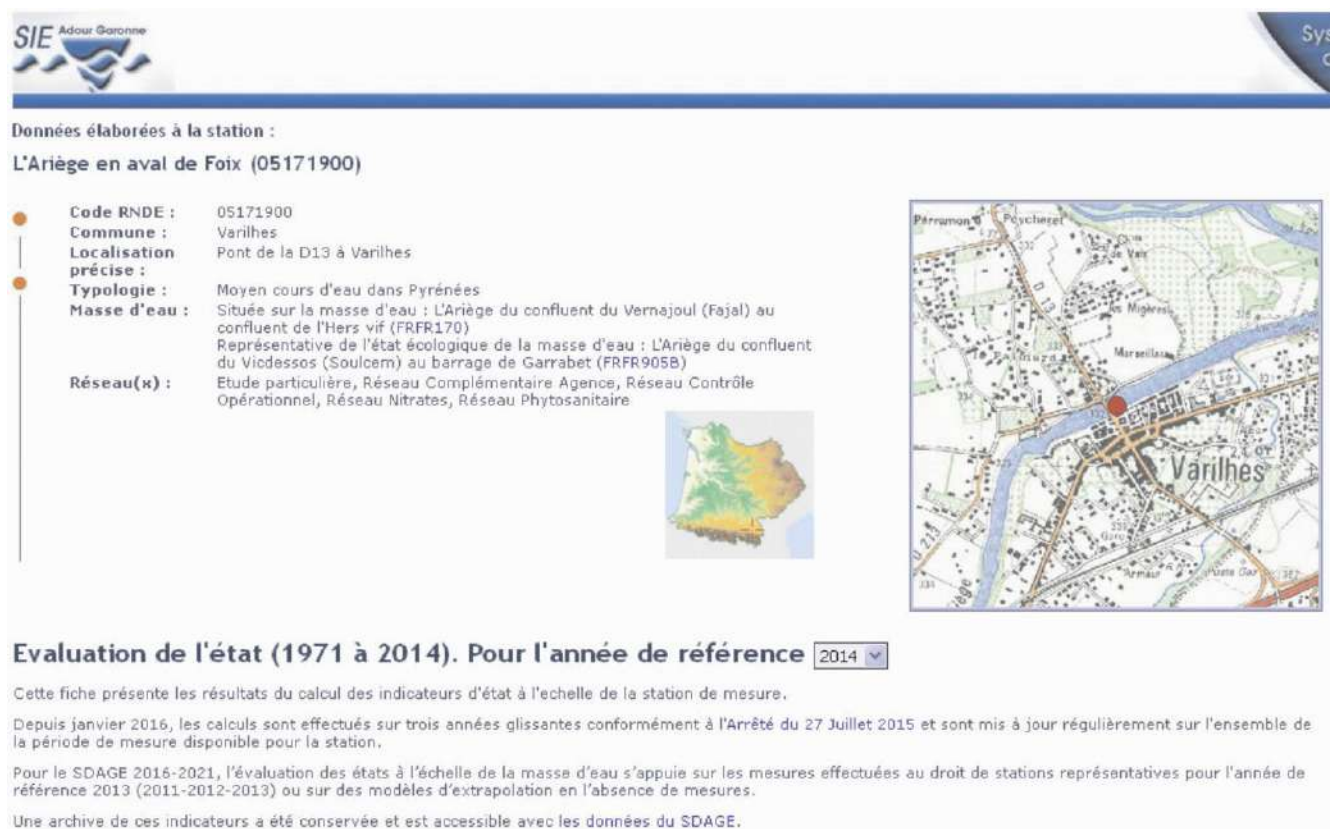 SIE Adour Garonne
Sys
Données élaborées à la station :
L'Ariège en aval de Foix (05171900)
Code RNDE : 05171900
Commune : Varilhes
Localisation précise : Pont de la D13 à Varilhes
Typologie : Moyen cours d'eau dans Pyrénées
Masse d'eau : Située sur la masse d'eau : L'Ariège du confluent du Vernajoul (Fajal) au
confluent de l'Hers vif (FRFR170)
Représentative de l'état écologique de la masse d'eau : L'Ariège du confluent
du Vicdessos (Soulcem) au barrage de Garrabet (FRFR905B)
Réseau(x) : Etude particulière, Réseau Complémentaire Agence, Réseau Contrôle
Opérationnel, Réseau Nitrates, Réseau Phytosanitaire
Peycheret
de Vaix
D 13
Marseillas
Varilhes
D 213
Evaluation de l'état (1971 à 2014). Pour l'année de référence 2014
Cette fiche présente les résultats du calcul des indicateurs d'état à l'echelle de la station de mesure.
Depuis janvier 2016, les calculs sont effectués sur trois années glissantes conformément à l'Arrêté du 27 Juillet 2015 et sont mis à jour régulièrement sur l'ensemble de
la période de mesure disponible pour la station.
Pour le SDAGE 2016-2021, l'évaluation des états à l'échelle de la masse d'eau s'appuie sur les mesures effectuées au droit de stations représentatives pour l'année de
référence 2013 (2011-2012-2013) ou sur des modèles d'extrapolation en l'absence de mesures.
Une archive de ces indicateurs a été conservée et est accessible avec les données du SDAGE.